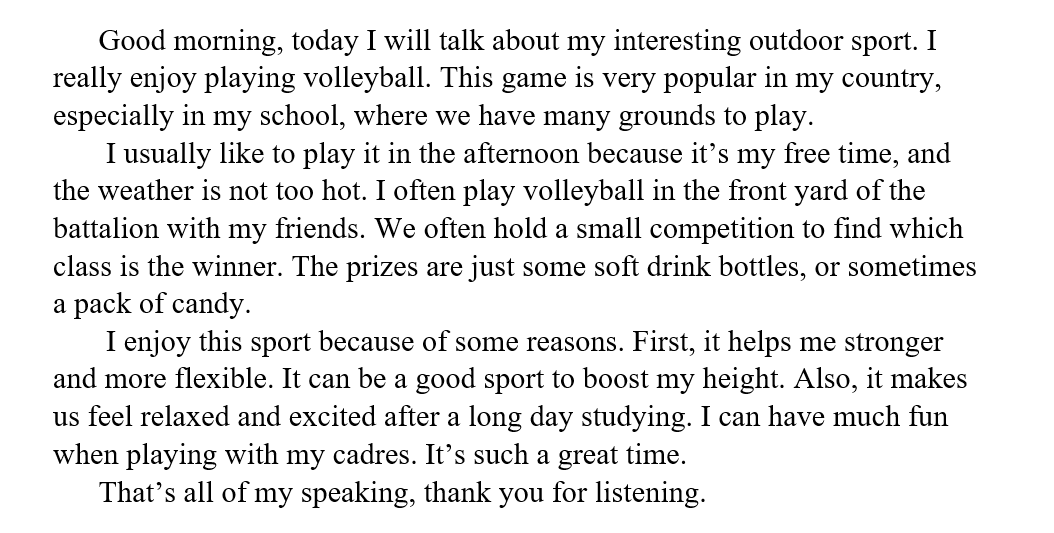 Good morning, today I will talk about my interesting outdoor sport. I
really enjoy playing volleyball. This game is very popular in my country,
especially in my school, where we have many grounds to play.
I usually like to play it in the afternoon because it’s my free time, and
the weather is not too hot. I often play volleyball in the front yard of the
battalion with my friends. We often hold a small competition to find which
class is the winner. The prizes are just some soft drink bottles, or sometimes
a pack of candy.
I enjoy this sport because of some reasons. First, it helps me stronger
and more flexible. It can be a good sport to boost my height. Also, it makes
us feel relaxed and excited after a long day studying. I can have much fun
when playing with my cadres. It’s such a great time.
That’s all of my speaking, thank you for listening.